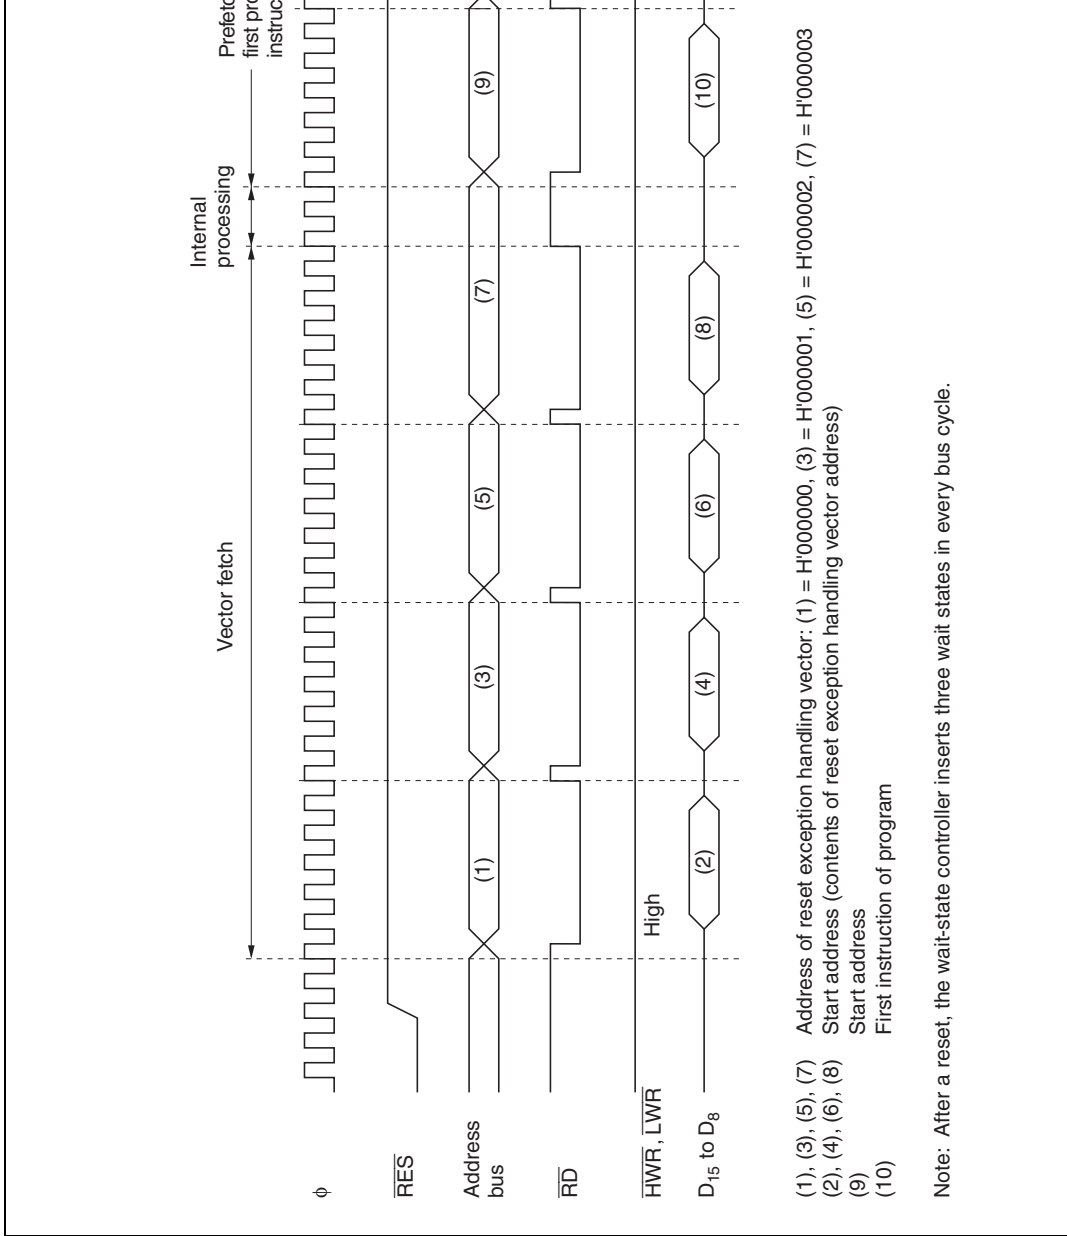 Vector fetch
Internal
processing
Prefetc
first pro
instruc
φ
RES
Address
bus
(1)
(3)
(5)
(7)
(9)
RD
HWR, LWR
High
D15 to D8
(2)
(4)
(6)
(8)
(10)
(1), (3), (5), (7) Address of reset exception handling vector: (1) = H'000000, (3) = H'000001, (5) = H'000002, (7) = H'000003
(2), (4), (6), (8) Start address (contents of reset exception handling vector address)
(9) Start address
(10) First instruction of program
Note: After a reset, the wait-state controller inserts three wait states in every bus cycle.